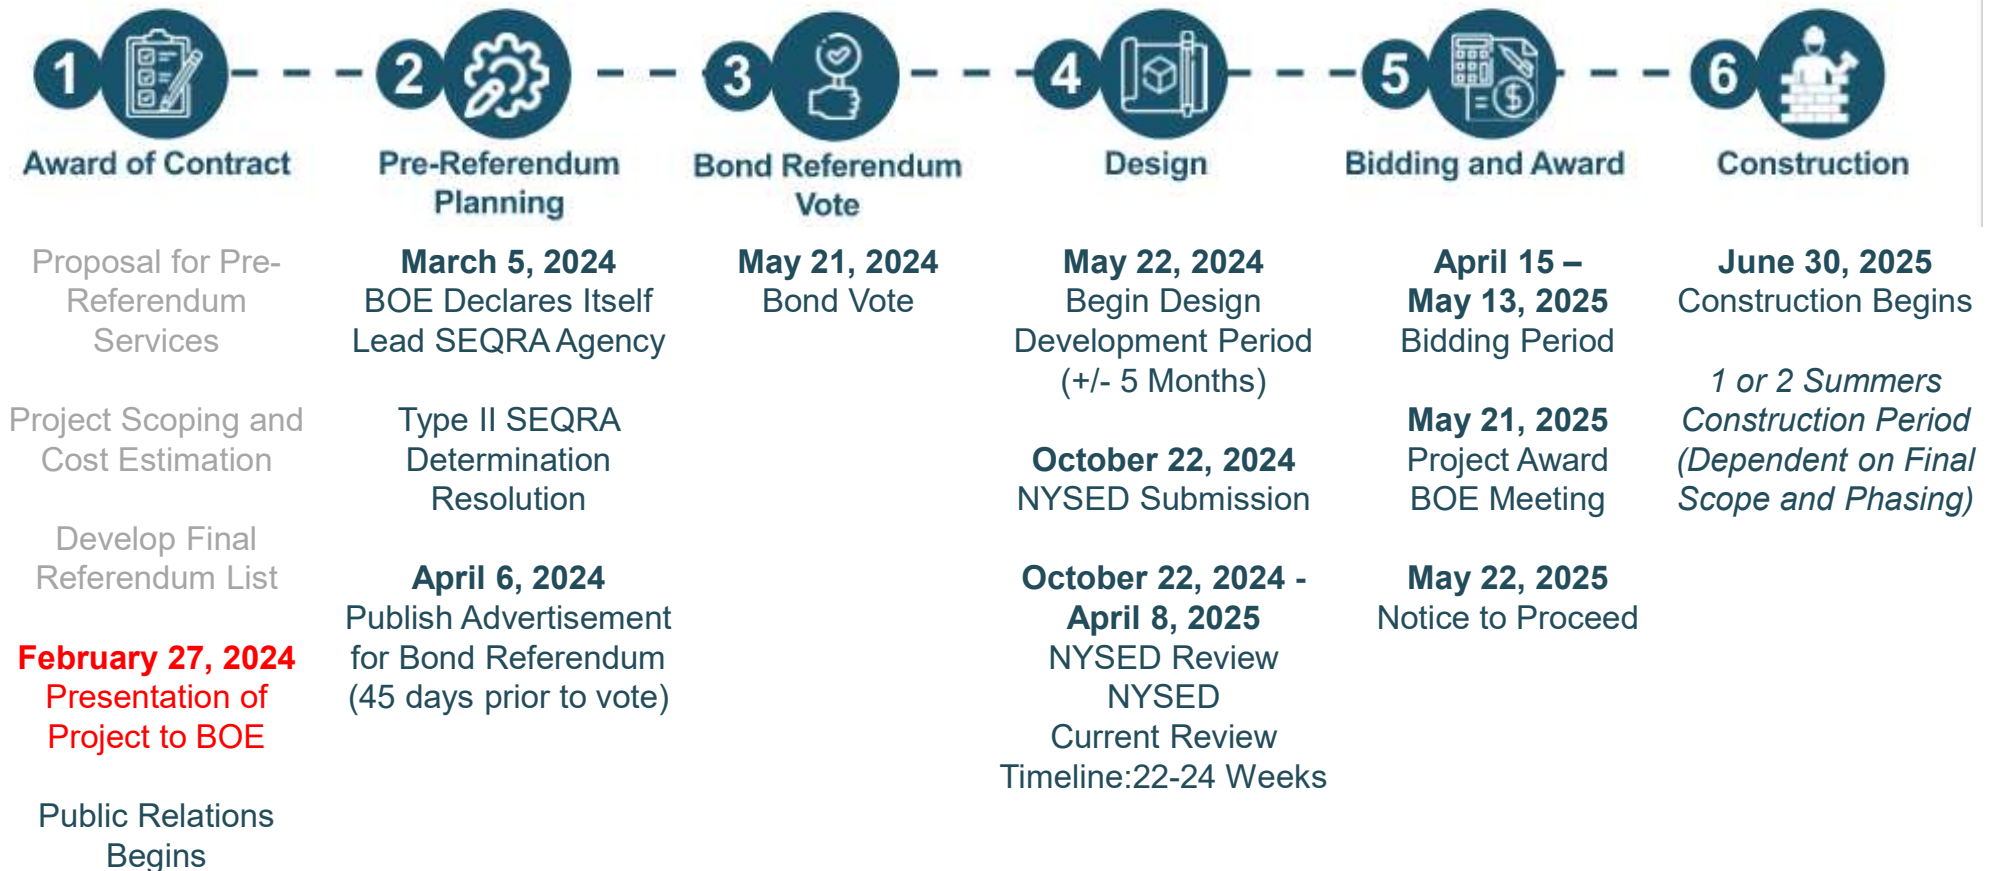 1
Award of Contract
Proposal for Pre-
Referendum
Services
Project Scoping and
Cost Estimation
Develop Final
Referendum List
February 27, 2024
Presentation of
Project to BOE
Public Relations
Begins
2
Pre-Referendum
Planning
March 5, 2024
BOE Declares Itself
Lead SEQRA Agency
Type II SEQRA
Determination
Resolution
April 6, 2024
Publish Advertisement
for Bond Referendum
(45 days prior to vote)
3
Bond Referendum
Vote
May 21, 2024
Bond Vote
4
Design
May 22, 2024
Begin Design
Development Period
(+/- 5 Months)
October 22, 2024
NYSED Submission
October 22, 2024 -
April 8, 2025
NYSED Review
NYSED
Current Review
Timeline:22-24 Weeks
5
Bidding and Award
April 15 –
May 13, 2025
Bidding Period
May 21, 2025
Project Award
BOE Meeting
May 22, 2025
Notice to Proceed
6
Construction
June 30, 2025
Construction Begins
1 or 2 Summers
Construction Period
(Dependent on Final
Scope and Phasing)